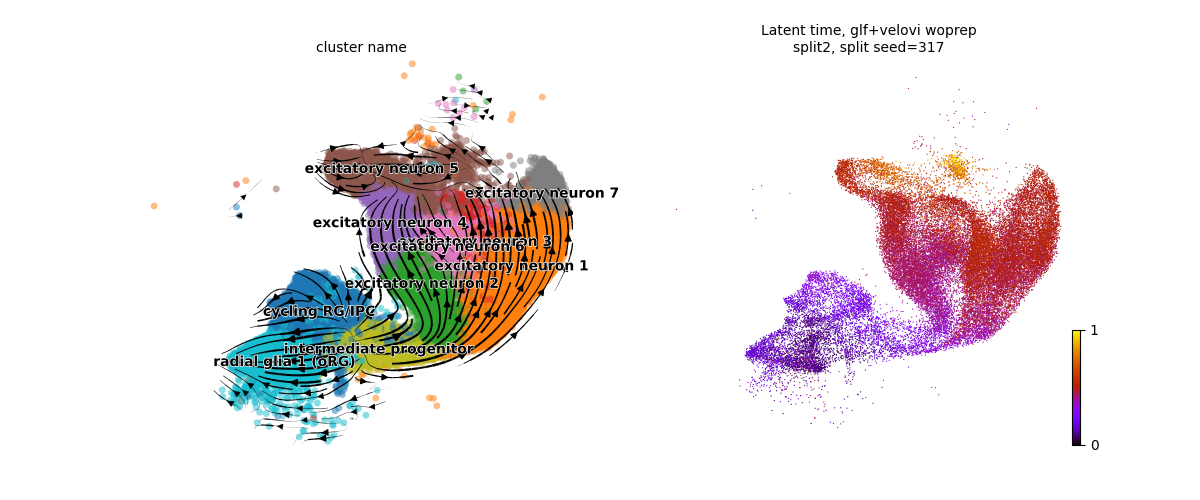 cluster name
Latent time, glf+velovi woprep
split2, split seed=317
excitatory neuron 5
excitatory neuron 7
excitatory neuron 4
excitatory neuron 3
excitatory neuron 6
excitatory neuron 1
excitatory neuron 2
cycling RG/IPC
intermediate progenitor
radial glia 1 (oRG)
1
0